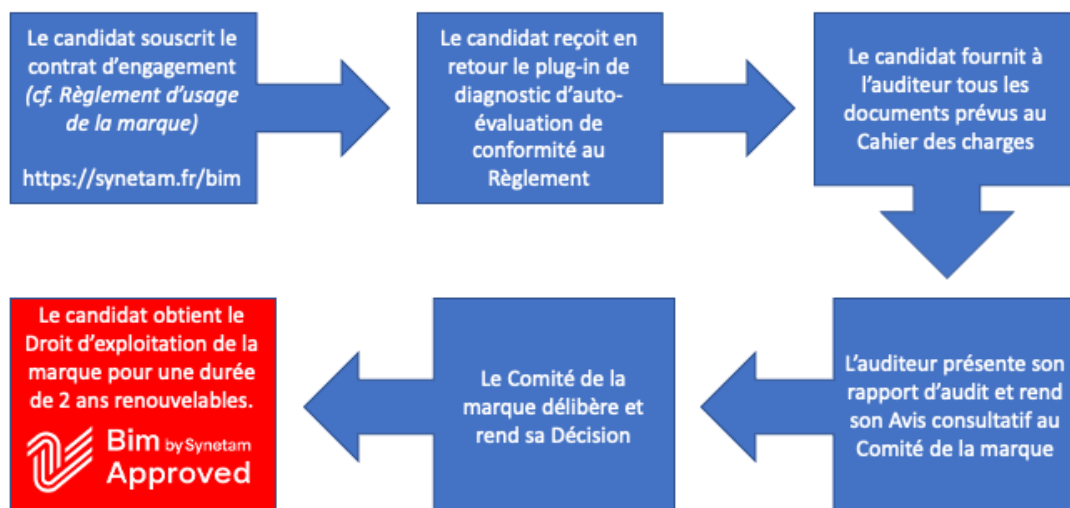 Le candidat souscrit le
contrat d'engagement
(cf. Règlement d'usage
de la marque)
https://synetam.fr/bim
Le candidat reçoit en
retour le plug-in de
diagnostic d'auto-
évaluation de
conformité au
Règlement
Le candidat fournit à
l'auditeur tous les
documents prévus au
Cahier des charges
L'auditeur présente son
rapport d'audit et rend
son Avis consultatif au
Comité de la marque
Le Comité de la
marque délibère et
rend sa Décision
Le candidat obtient le
Droit d'exploitation de la
marque pour une durée
de 2 ans renouvelables.
Bim by Synetam
Approved